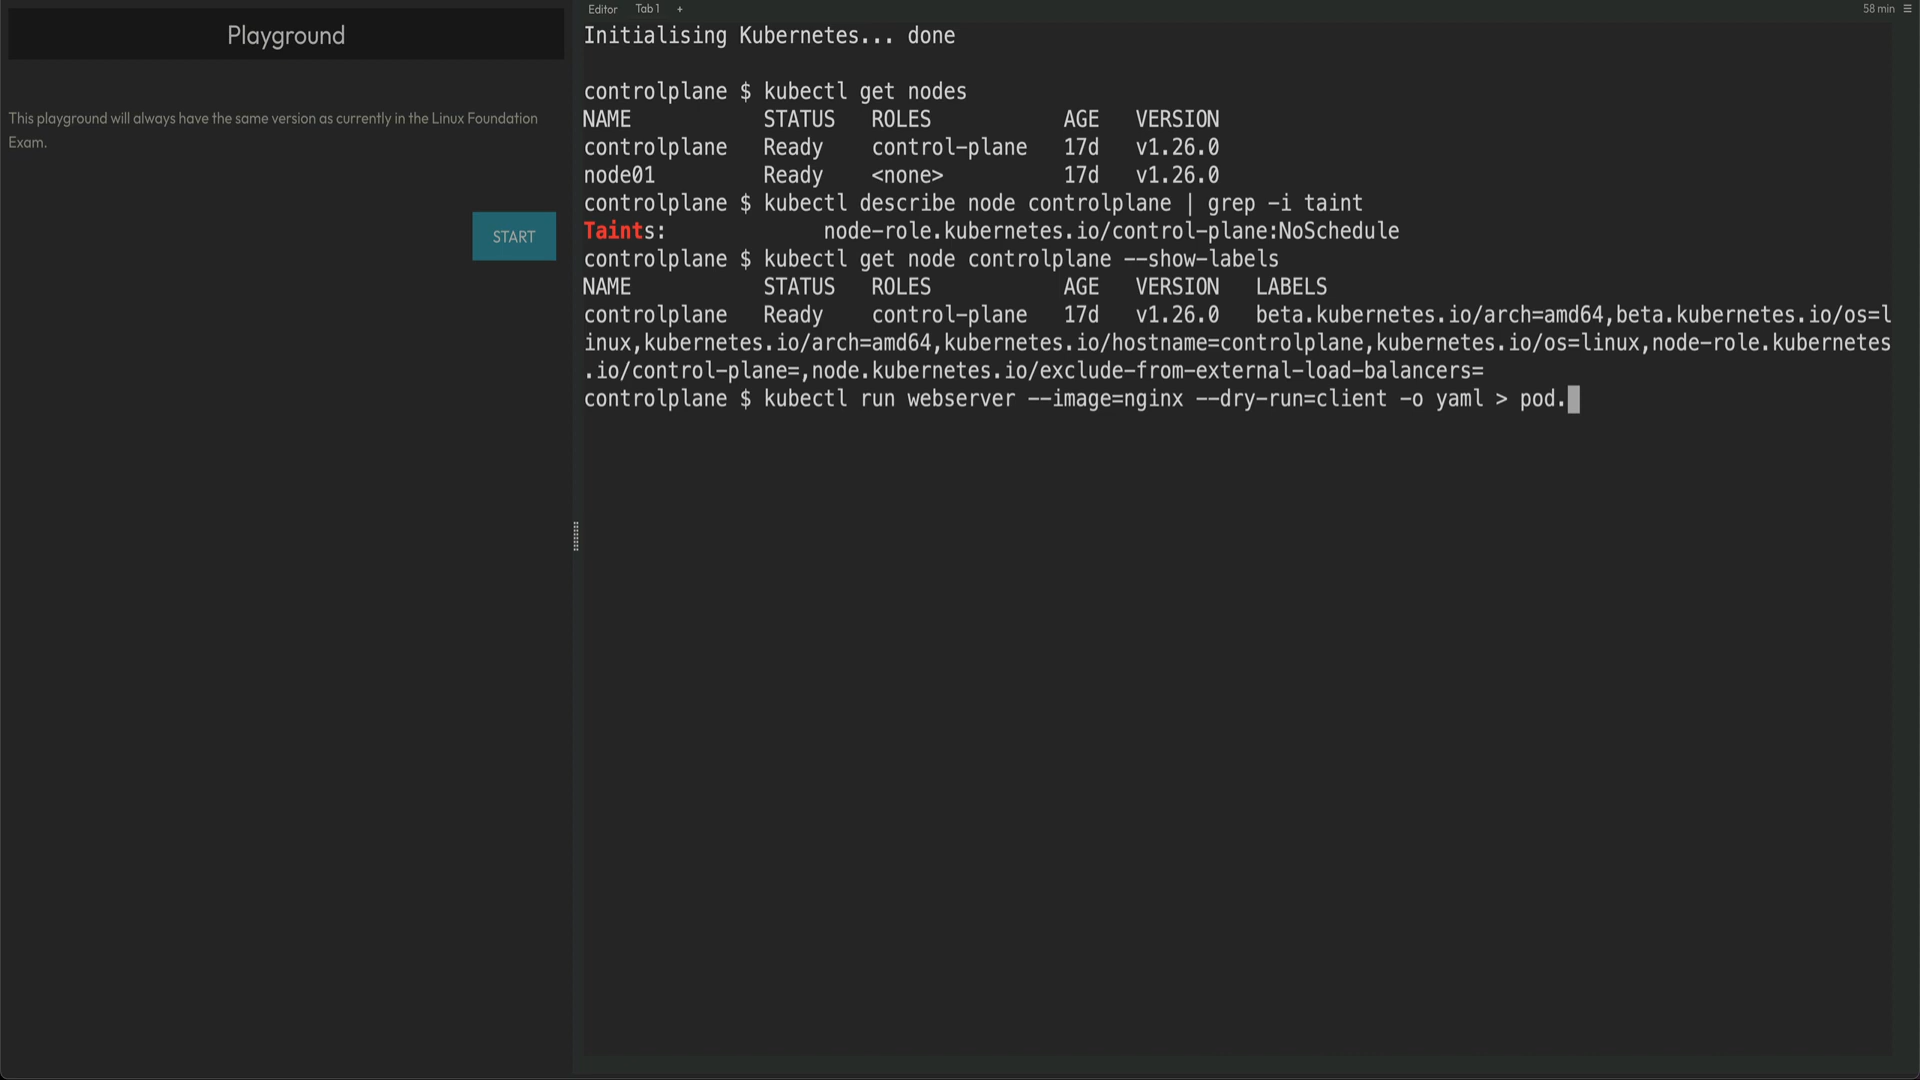 Playground
This playground will always have the same version as currently in the Linux Foundation
Exam.
START
Editor Tab 1 + 58 min
Initialising Kubernetes... done
controlplane $ kubectl get nodes
NAME STATUS ROLES AGE VERSION
controlplane Ready control-plane 17d v1.26.0
node01 Ready <none> 17d v1.26.0
controlplane $ kubectl describe node controlplane | grep -i taint
Taints: node-role.kubernetes.io/control-plane:NoSchedule
controlplane $ kubectl get node controlplane --show-labels
NAME STATUS ROLES AGE VERSION LABELS
controlplane Ready control-plane 17d v1.26.0 beta.kubernetes.io/arch=amd64,beta.kubernetes.io/os=l
inux,kubernetes.io/arch=amd64,kubernetes.io/hostname=controlplane,kubernetes.io/os=linux,node-role.kubernetes
.io/control-plane=,node.kubernetes.io/exclude-from-external-load-balancers=
controlplane $ kubectl run webserver --image=nginx --dry-run=client -o yaml > pod.